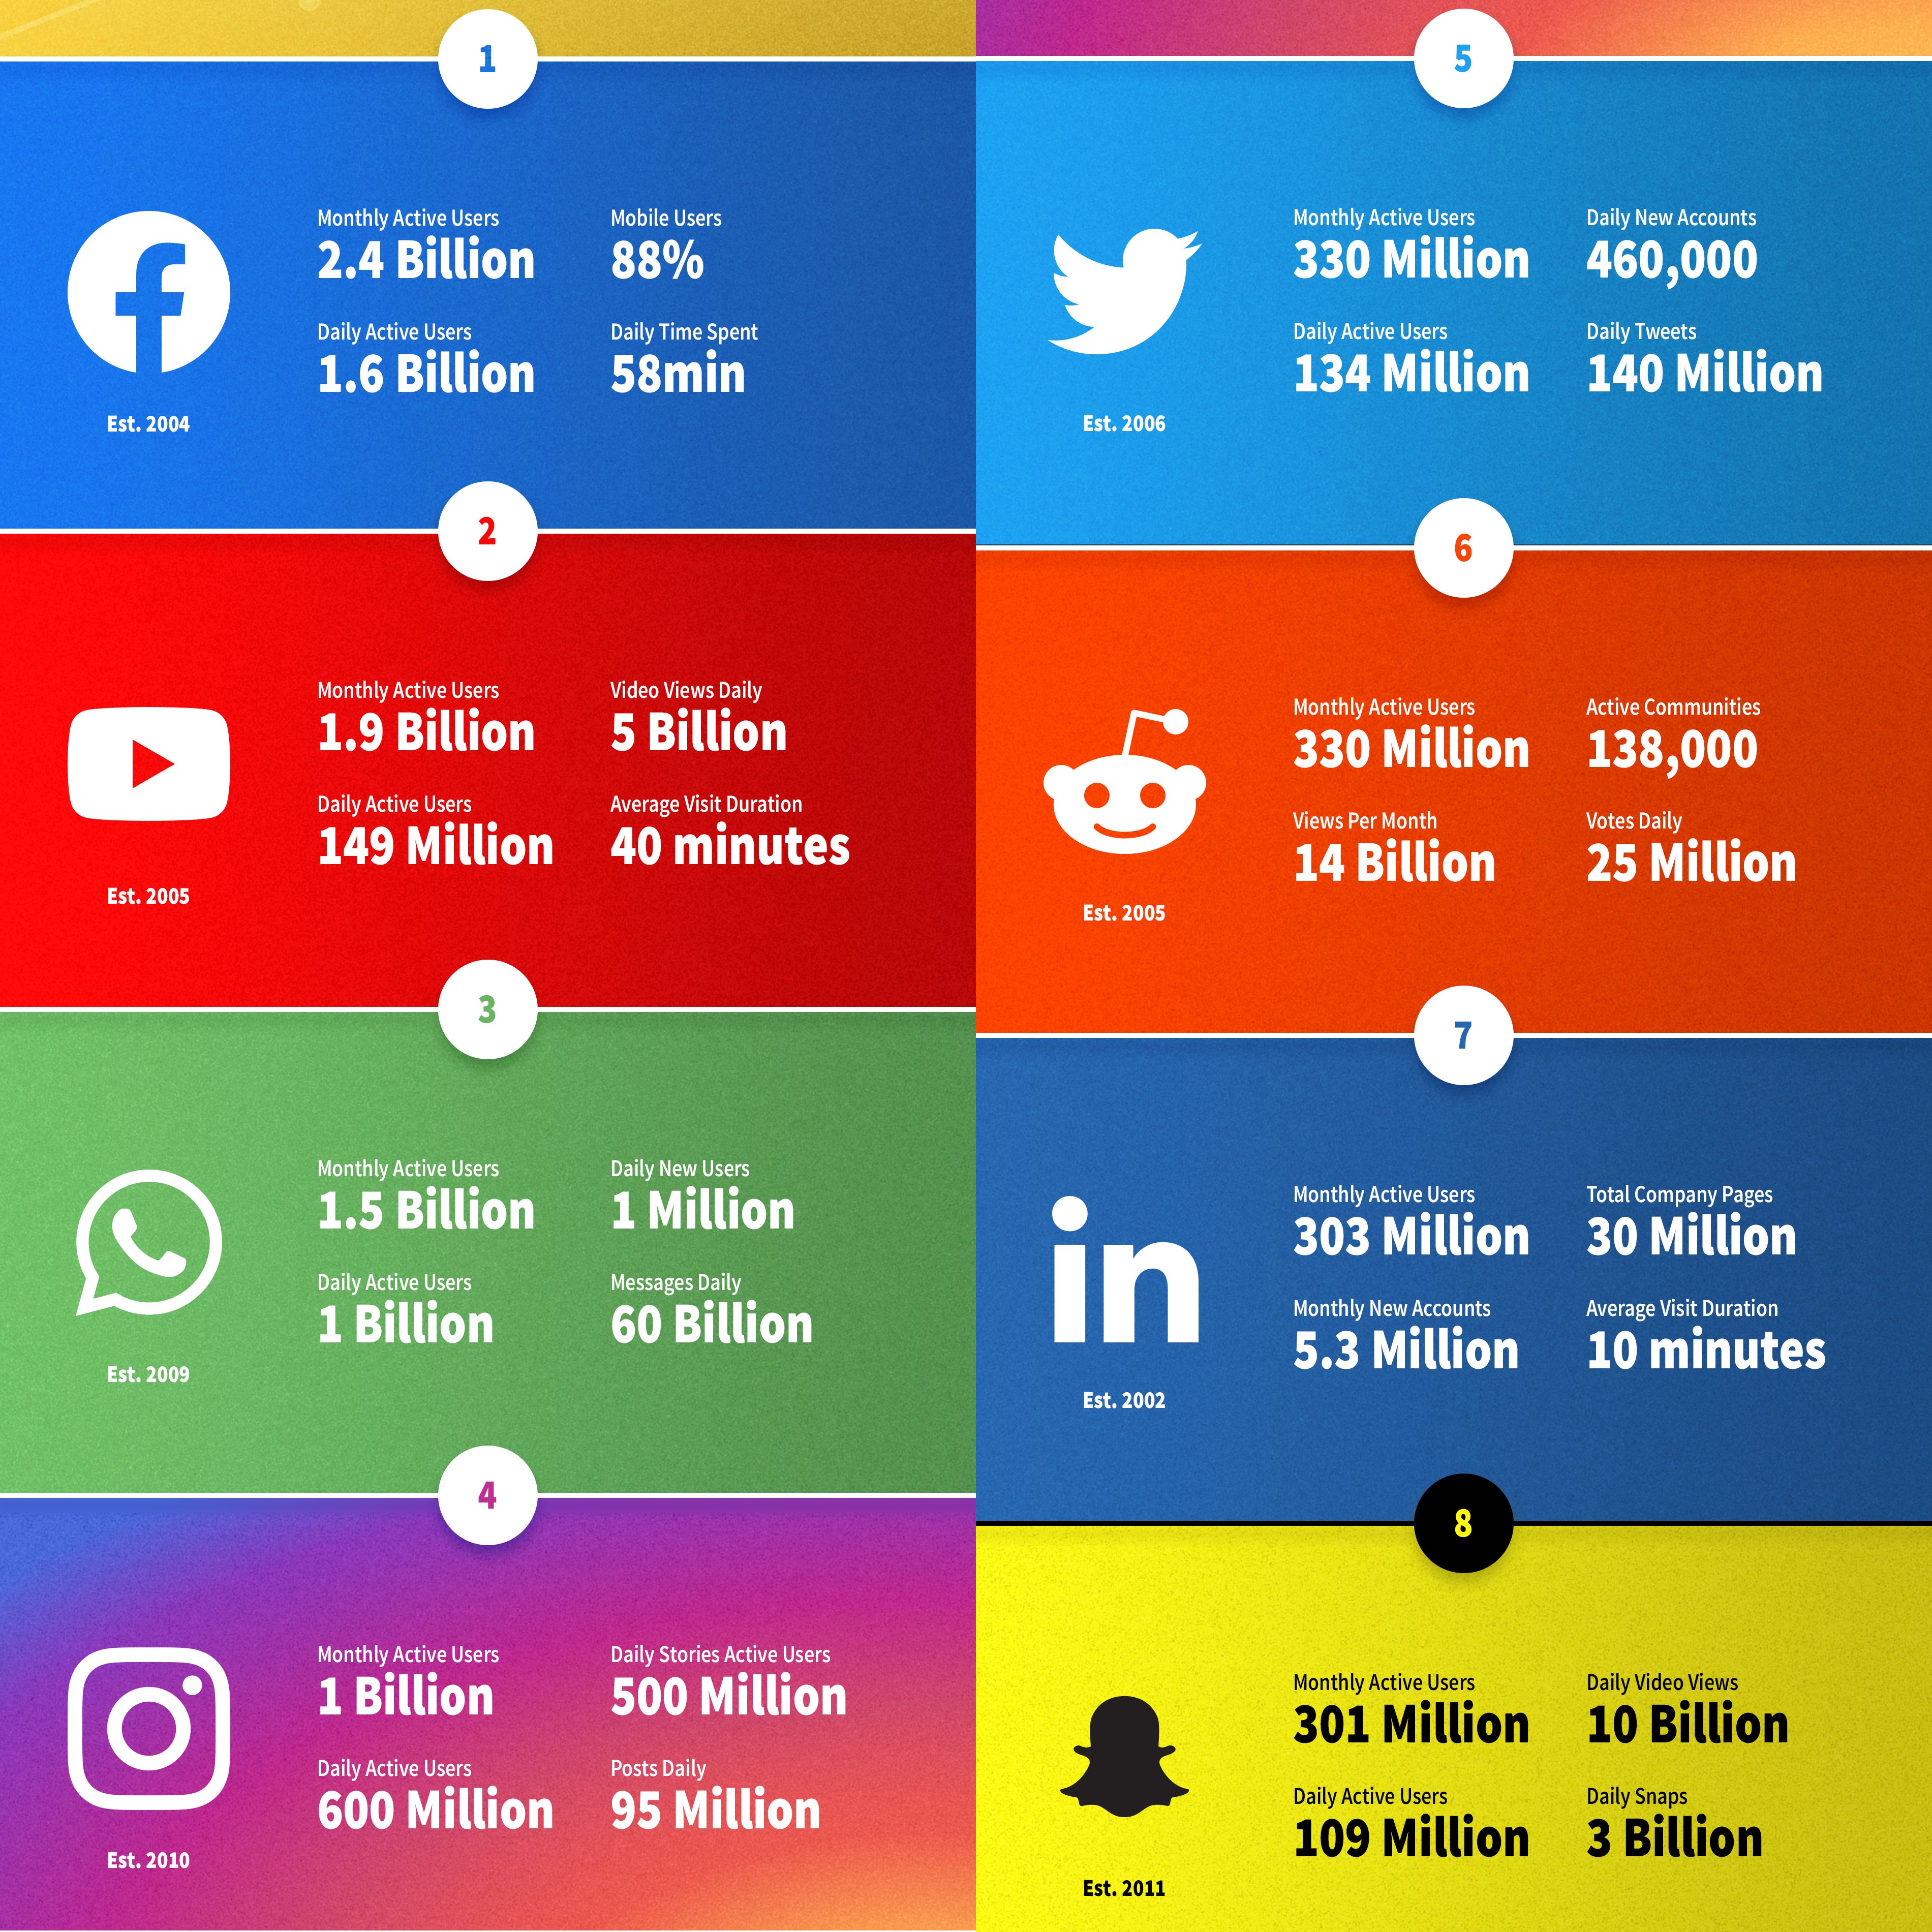 1
Monthly Active Users
2.4 Billion
Mobile Users
88%
Daily Active Users
1.6 Billion
Daily Time Spent
58min
Est. 2004
2
Monthly Active Users
1.9 Billion
Video Views Daily
5 Billion
Daily Active Users
149 Million
Average Visit Duration
40 minutes
Est. 2005
3
Monthly Active Users
1.5 Billion
Daily New Users
1 Million
Daily Active Users
1 Billion
Messages Daily
60 Billion
Est. 2009
4
Monthly Active Users
1 Billion
Daily Stories Active Users
500 Million
Daily Active Users
600 Million
Posts Daily
95 Million
Est. 2010
5
Monthly Active Users
330 Million
Daily New Accounts
460,000
Daily Active Users
134 Million
Daily Tweets
140 Million
Est. 2006
6
Monthly Active Users
330 Million
Active Communities
138,000
Views Per Month
14 Billion
Votes Daily
25 Million
Est. 2005
7
in
Monthly Active Users
303 Million
Total Company Pages
30 Million
Monthly New Accounts
5.3 Million
Average Visit Duration
10 minutes
Est. 2002
8
Monthly Active Users
301 Million
Daily Video Views
10 Billion
Daily Active Users
109 Million
Daily Snaps
3 Billion
Est. 2011